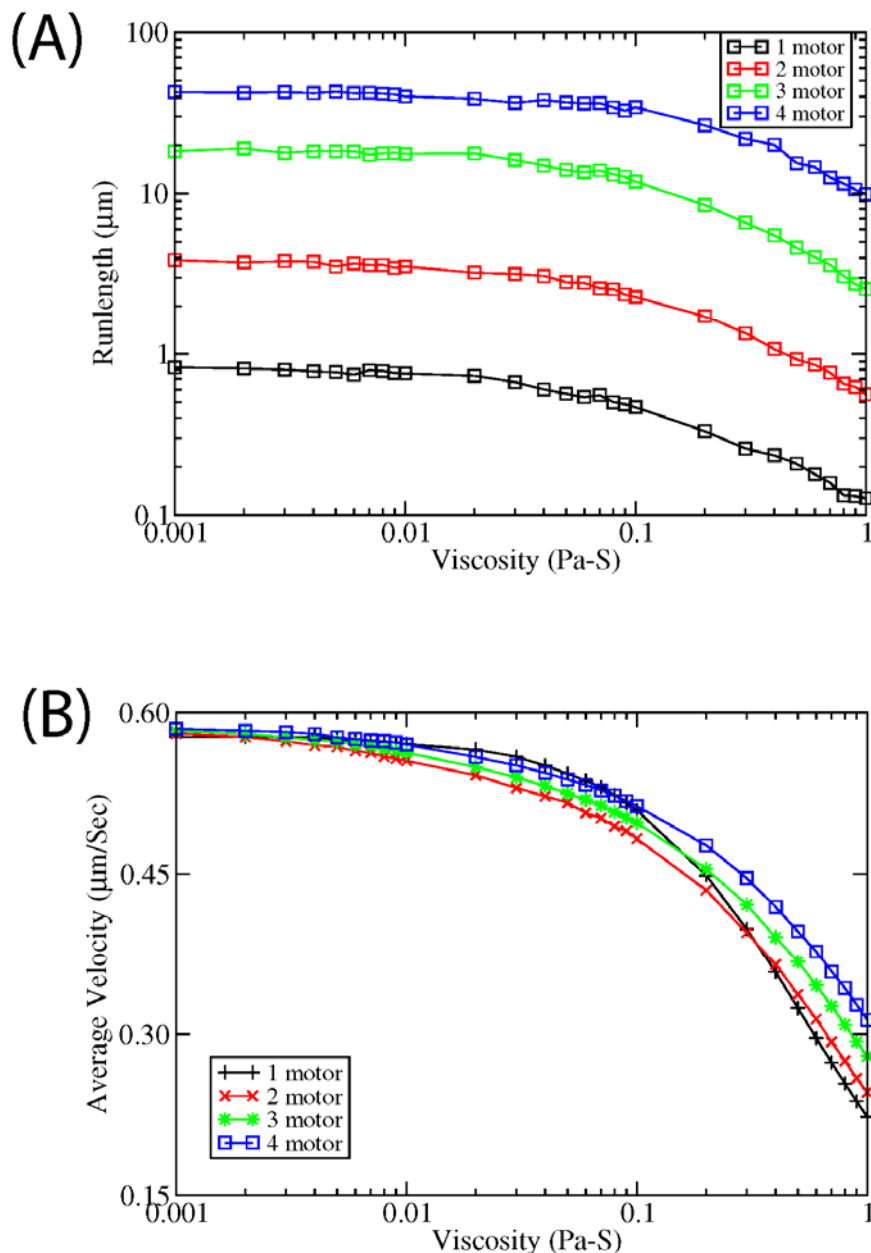 (A)
100
10
1
0.1
Runlength (µm)
1 motor
2 motor
3 motor
4 motor
0.001
0.01
0.1
1
Viscosity (Pa-S)
(B)
0.60
0.45
0.30
0.15
Average Velocity (µm/Sec)
1 motor
2 motor
3 motor
4 motor
0.001
0.01
0.1
1
Viscosity (Pa-S)